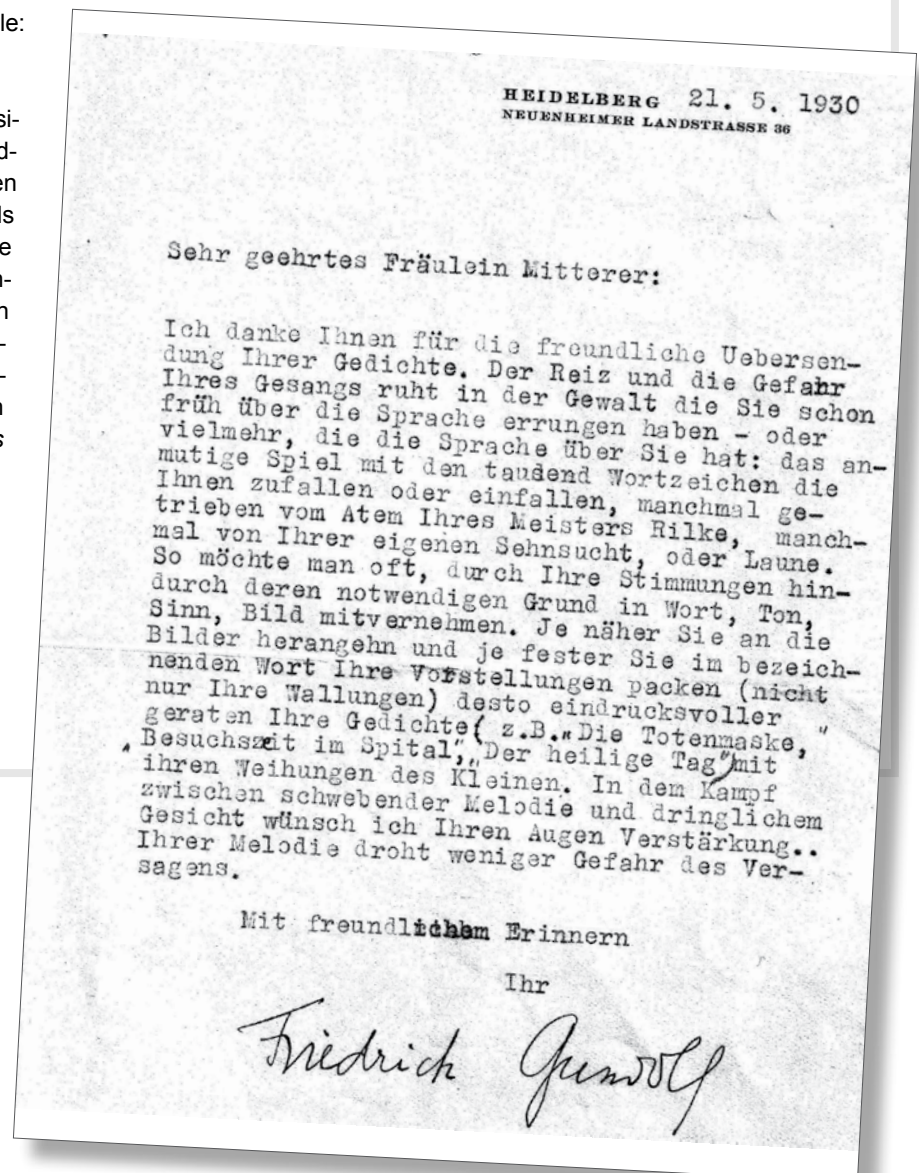 le:
si-
d-
en
ls
e
n-
n
-
-
n
s
HEIDELBERG 21. 5. 1930
NEUENHEIMER LANDSTRASSE 36
Sehr geehrtes Fräulein Mitterer:
Ich danke Ihnen für die freundliche Uebersen-
dung Ihrer Gedichte. Der Reiz und die Gefahr
Ihres Gesangs ruht in der Gewalt die Sie schon
früh über die Sprache errungen haben - oder
vielmehr, die die Sprache über Sie hat: das an-
mutige Spiel mit den tausend Wortzeichen die
Ihnen zufallen oder einfallen, manchmal ge-
trieben vom Atem Ihres Meisters Rilke, manch-
mal von Ihrer eigenen Sehnsucht, oder Laune.
So möchte man oft, durch Ihre Stimmungen hin-
durch deren notwendigen Grund in Wort, Ton,
Sinn, Bild mitvernehmen. Je näher Sie an die
Bilder herangehn und je fester Sie im bezeich-
nenden Wort Ihre Vorstellungen packen (nicht
nur Ihre Wallungen) desto eindrucksvoller
geraten Ihre Gedichte( z.B.„Die Totenmaske,"
„Besuchszeit im Spital",„Der heilige Tag")mit
ihren Weihungen des Kleinen. In dem Kampf
zwischen schwebender Melodie und dringlichem
Gesicht wünsch ich Ihren Augen Verstärkung..
Ihrer Melodie droht weniger Gefahr des Ver-
sagens.
Mit freundlichem Erinnern
Ihr
Friedrich Gundolf